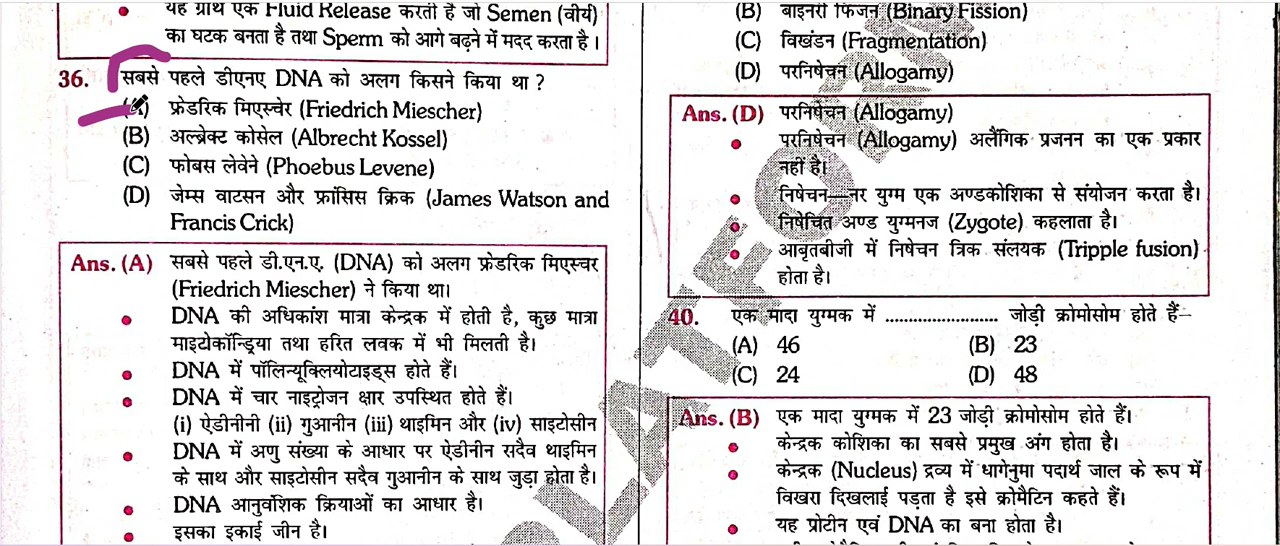 यह ग्रंथि एक Fluid Release करती है जो Semen (वीर्य)
का घटक बनता है तथा Sperm को आगे बढ़ने में मदद करता है।
36. सबसे पहले डीएनए DNA को अलग किसने किया था ?
(A) फ्रेडरिक मिएस्चेर (Friedrich Miescher)
(B) अल्ब्रेक्ट कोसेल (Albrecht Kossel)
(C) फोबस लेवेने (Phoebus Levene)
(D) जेम्स वाटसन और फ्रांसिस क्रिक (James Watson and
Francis Crick)
Ans. (A) सबसे पहले डी.एन.ए. (DNA) को अलग फ्रेडरिक मिएस्चर
(Friedrich Miescher) ने किया था।
DNA की अधिकांश मात्रा केन्द्रक में होती है, कुछ मात्रा
माइटोकॉन्ड्रिया तथा हरित लवक में भी मिलती है।
DNA में पॉलिन्यूक्लियोटाइड्स होते हैं।
DNA में चार नाइट्रोजन क्षार उपस्थित होते हैं।
(i) ऐडीनीनी (ii) गुआनीन (iii) थाइमिन और (iv) साइटोसीन
DNA में अणु संख्या के आधार पर ऐडीनीन सदैव थाइमिन
के साथ और साइटोसीन सदैव गुआनीन के साथ जुड़ा होता है।
DNA आनुवंशिक क्रियाओं का आधार है।
इसका इकाई जीन है।
(B) बाइनरी फिजन (Binary Fission)
(C) विखंडन (Fragmentation)
(D) परनिषेचन (Allogamy)
Ans. (D) परनिषेचन (Allogamy)
परनिषेचन (Allogamy) अलैंगिक प्रजनन का एक प्रकार
नहीं है।
निषेचन—नर युग्म एक अण्डकोशिका से संयोजन करता है।
निषेचित अण्ड युग्मनज (Zygote) कहलाता है।
आबृतबीजी में निषेचन त्रिक संलयक (Tripple fusion)
होता है।
40. एक मादा युग्मक में ........................ जोड़ी क्रोमोसोम होते हैं–
(A) 46 (B) 23
(C) 24 (D) 48
Ans. (B) एक मादा युग्मक में 23 जोड़ी क्रोमोसोम होते हैं।
केन्द्रक कोशिका का सबसे प्रमुख अंग होता है।
केन्द्रक (Nucleus) द्रव्य में धागेनुमा पदार्थ जाल के रूप में
विखरा दिखलाई पड़ता है इसे क्रोमैटिन कहते हैं।
यह प्रोटीन एवं DNA का बना होता है।
PLATFORM